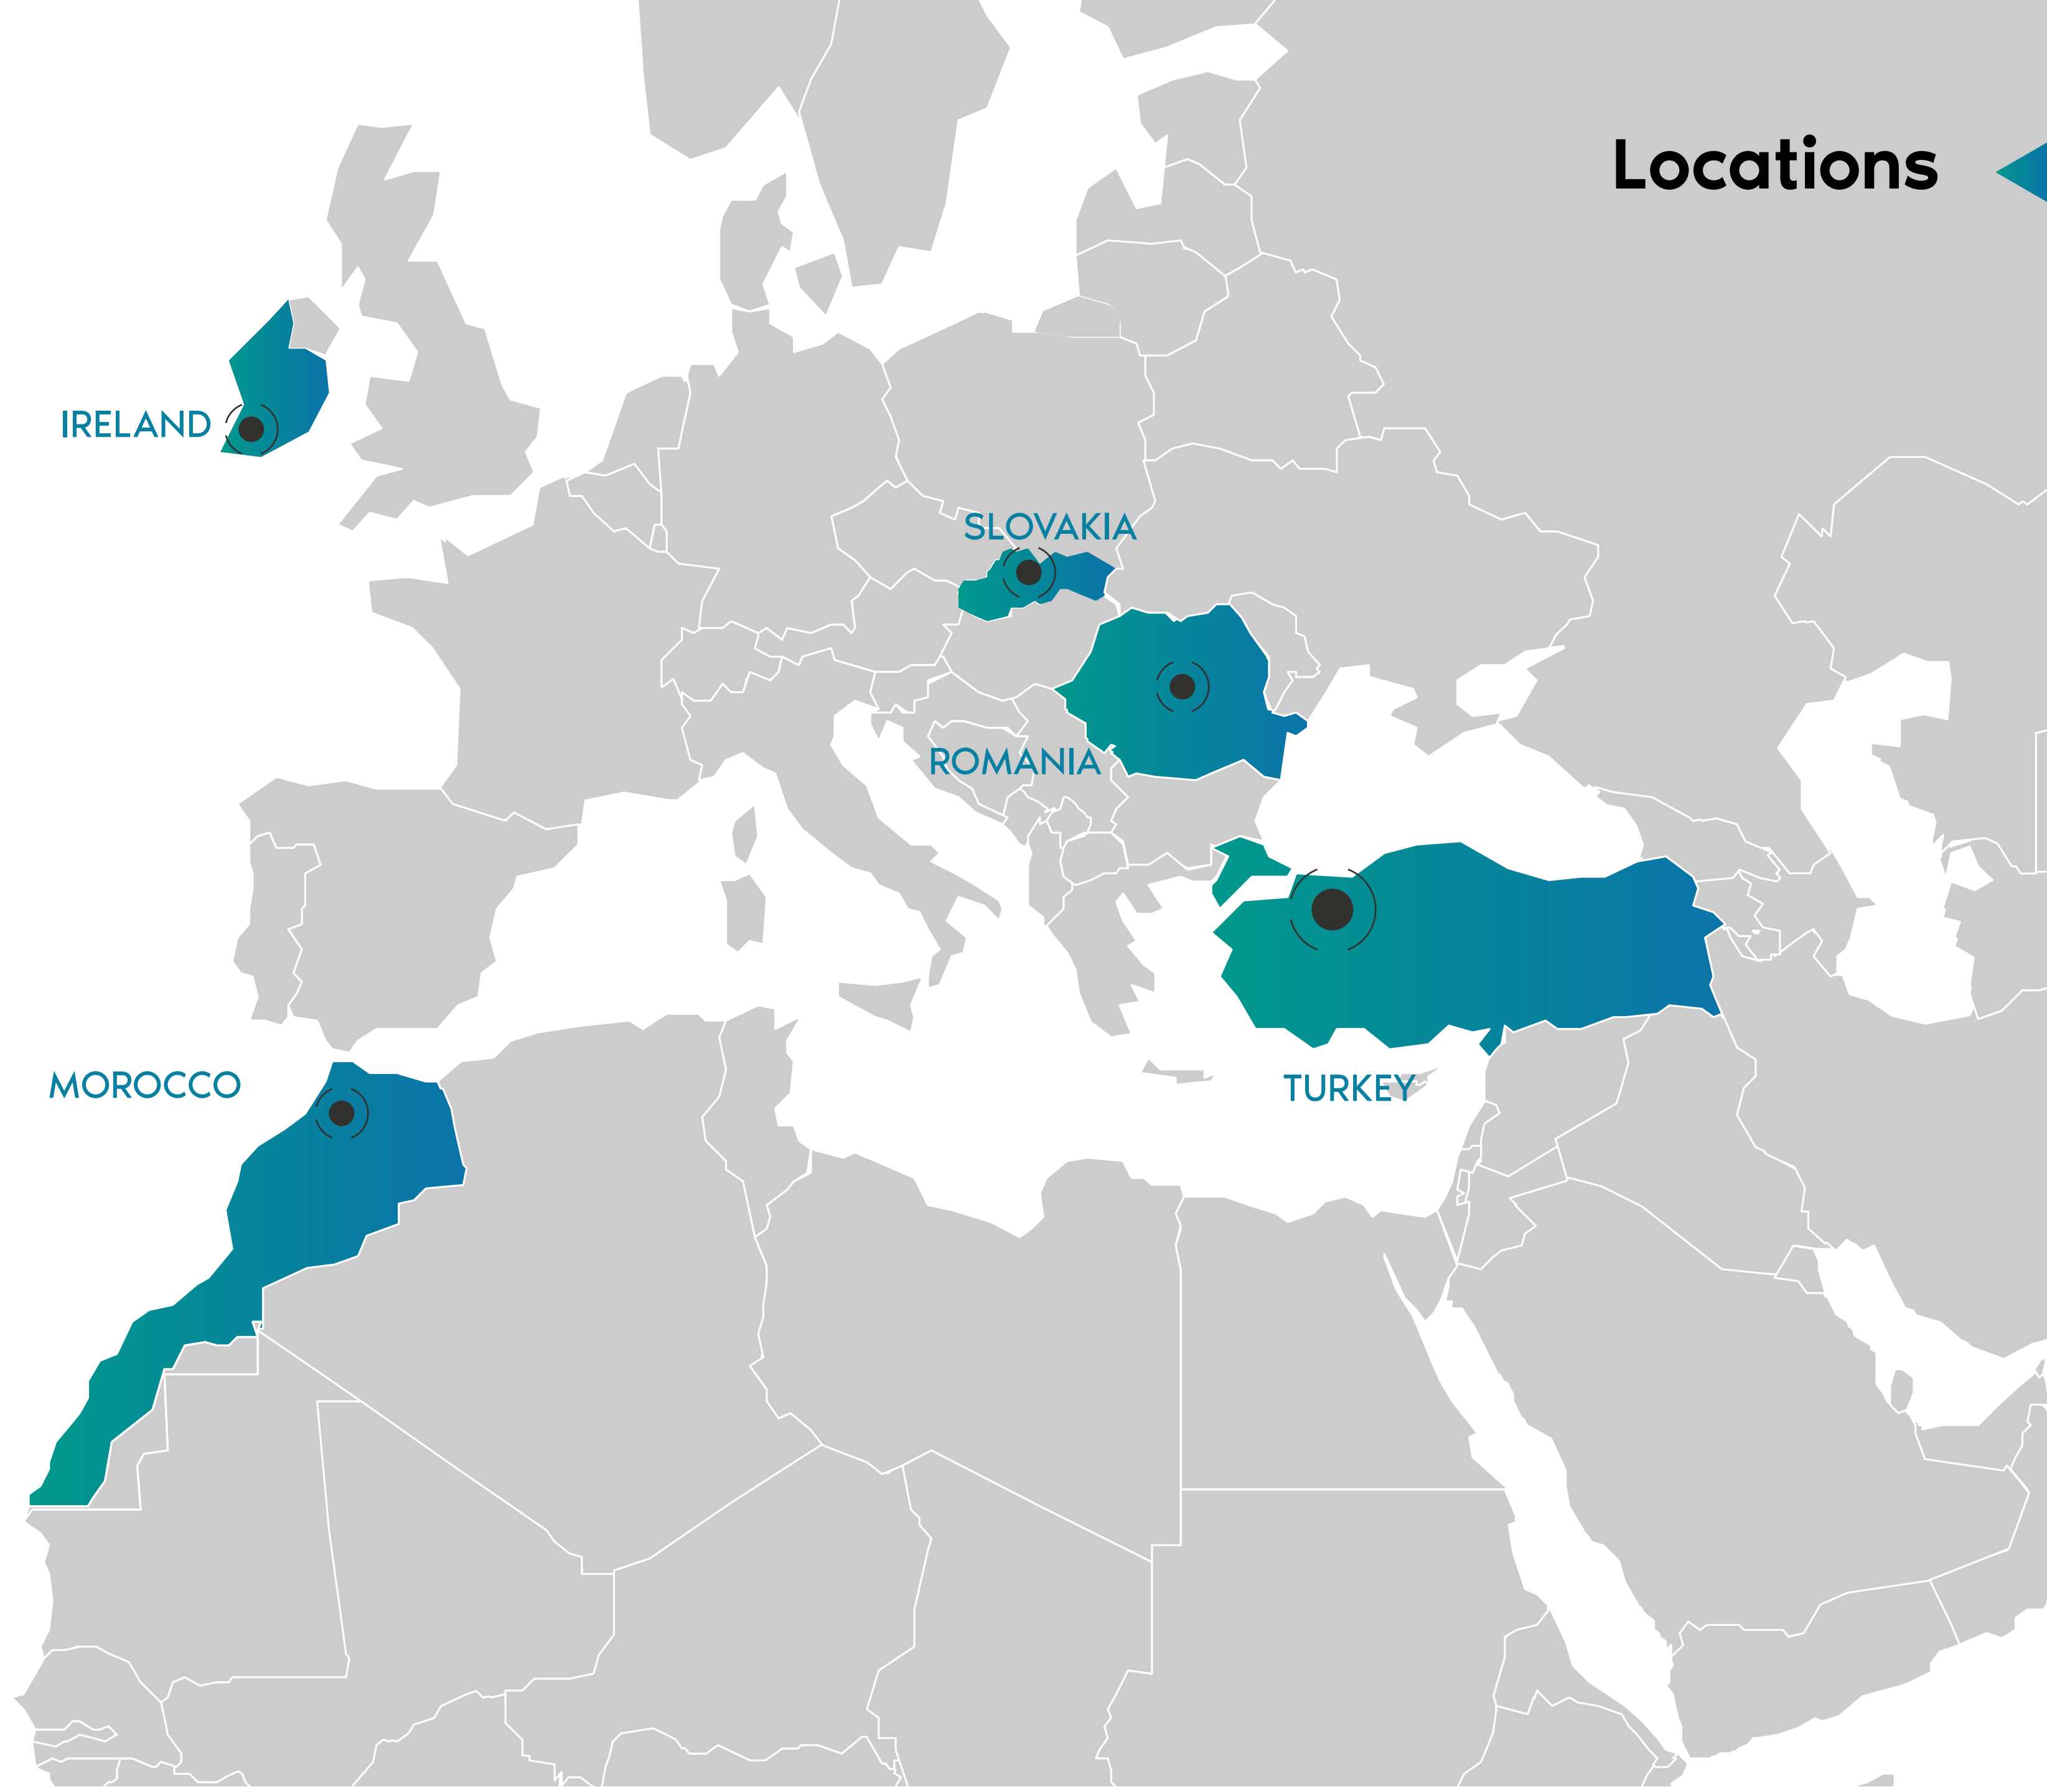 Locations
IRELAND
SLOVAKIA
ROMANIA
MOROCCO
TURKEY